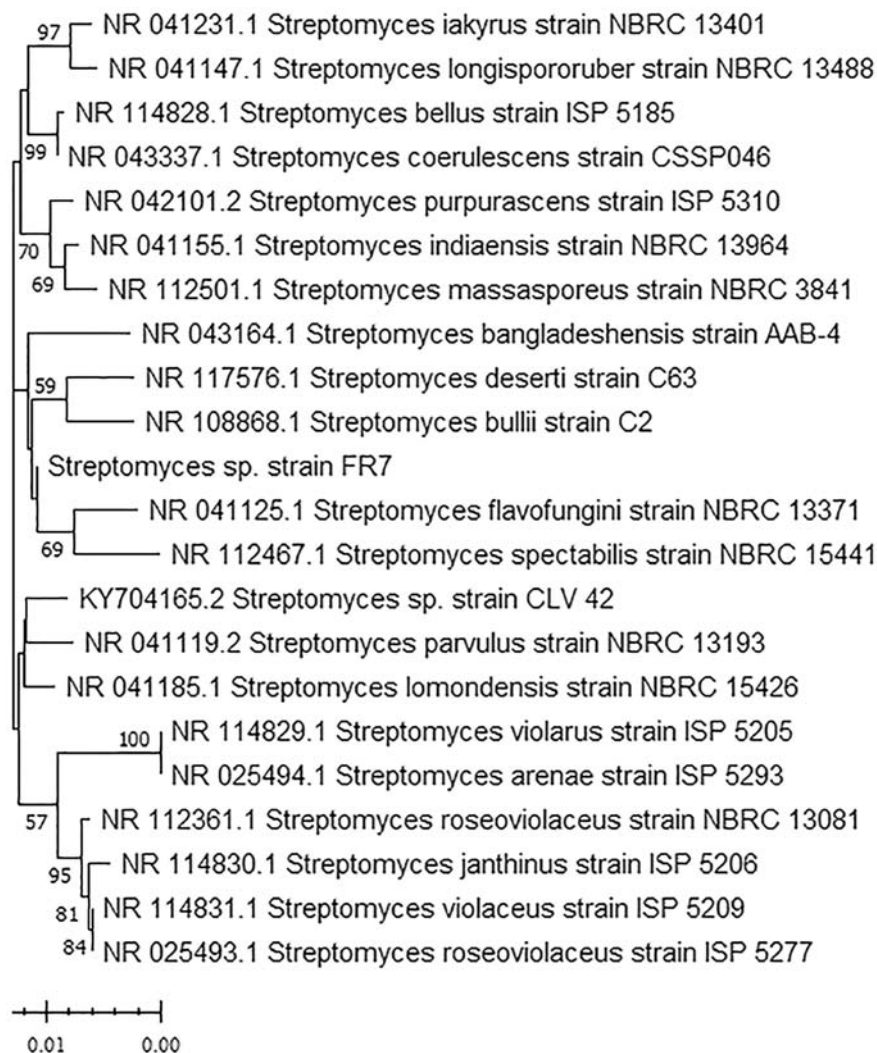 97
NR 041231.1 Streptomyces iakyrus strain NBRC 13401
NR 041147.1 Streptomyces longispororuber strain NBRC 13488
NR 114828.1 Streptomyces bellus strain ISP 5185
99
NR 043337.1 Streptomyces coerulescens strain CSSP046
NR 042101.2 Streptomyces purpurascens strain ISP 5310
70
NR 041155.1 Streptomyces indiaensis strain NBRC 13964
69
NR 112501.1 Streptomyces massasporeus strain NBRC 3841
NR 043164.1 Streptomyces bangladeshensis strain AAB-4
59
NR 117576.1 Streptomyces deserti strain C63
NR 108868.1 Streptomyces bullii strain C2
Streptomyces sp. strain FR7
NR 041125.1 Streptomyces flavofungini strain NBRC 13371
69
NR 112467.1 Streptomyces spectabilis strain NBRC 15441
KY704165.2 Streptomyces sp. strain CLV 42
NR 041119.2 Streptomyces parvulus strain NBRC 13193
NR 041185.1 Streptomyces lomondensis strain NBRC 15426
100
NR 114829.1 Streptomyces violarus strain ISP 5205
NR 025494.1 Streptomyces arenae strain ISP 5293
57
NR 112361.1 Streptomyces roseoviolaceus strain NBRC 13081
95
NR 114830.1 Streptomyces janthinus strain ISP 5206
81
NR 114831.1 Streptomyces violaceus strain ISP 5209
84
NR 025493.1 Streptomyces roseoviolaceus strain ISP 5277
0.01 0.00